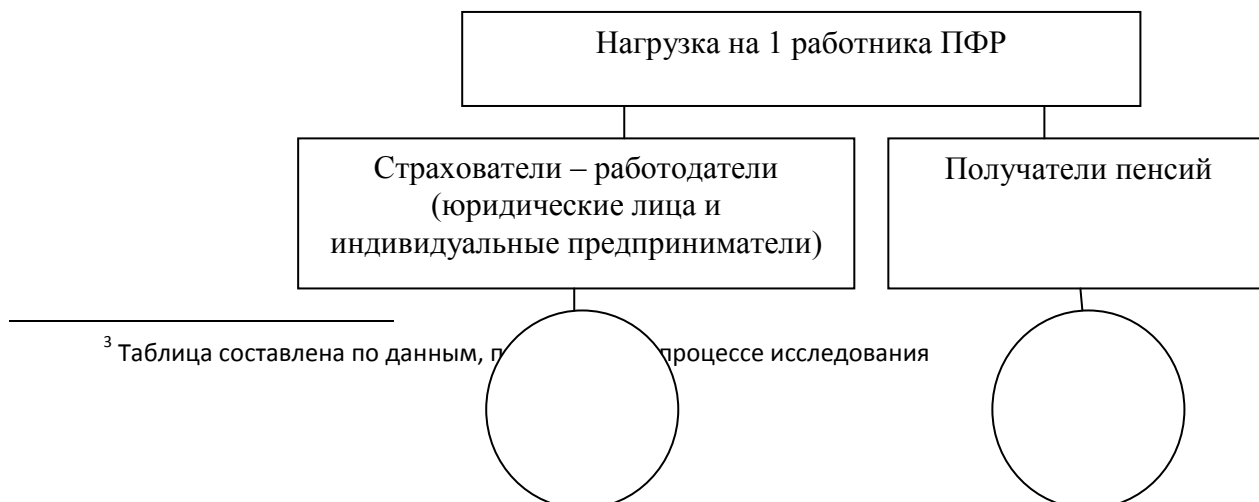 Нагрузка на 1 работника ПФР
Страхователи – работодатели
(юридические лица и
индивидуальные предприниматели)
Получатели пенсий
3 Таблица составлена по данным, процессе исследования